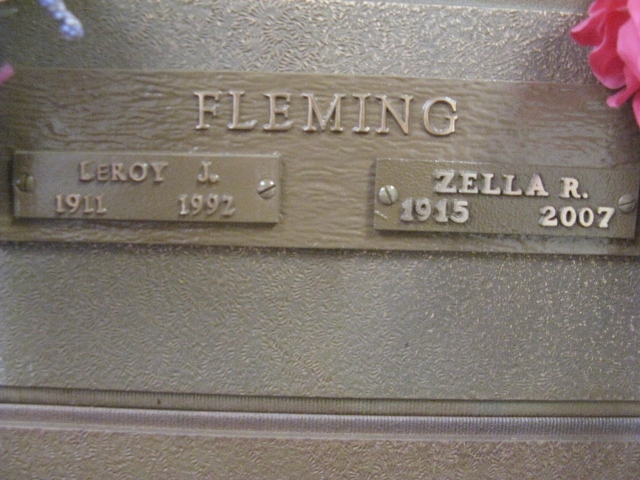 FLEMING
LEROY J.
1911 1992
ZELLA R.
1915 2007